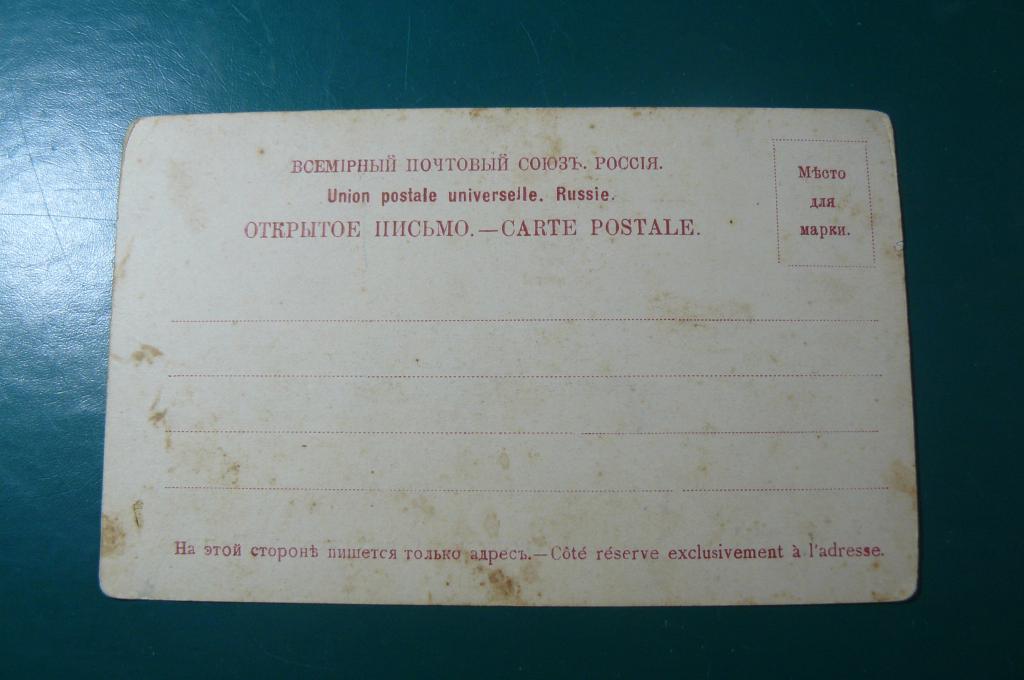 ВСЕМІРНЫЙ ПОЧТОВЫЙ СОЮЗЪ. РОССІЯ.
Union postale universelle. Russie.
ОТКРЫТОЕ ПИСЬМО.—CARTE POSTALE.
Мѣсто
для
марки.
На этой сторонѣ пишется только адресъ.—Côté réserve exclusivement à l'adresse.